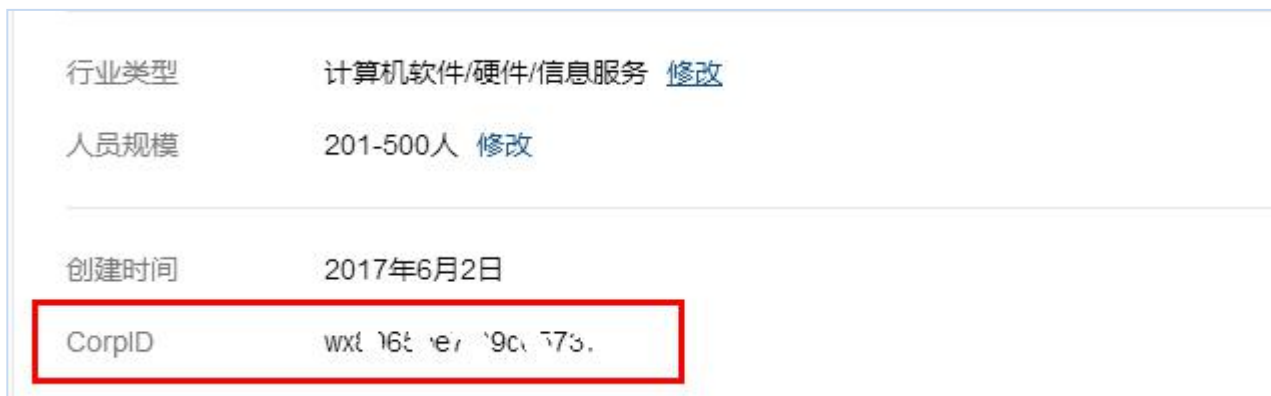 行业类型 计算机软件/硬件/信息服务 修改
人员规模 201-500人 修改
创建时间 2017年6月2日
CorpID